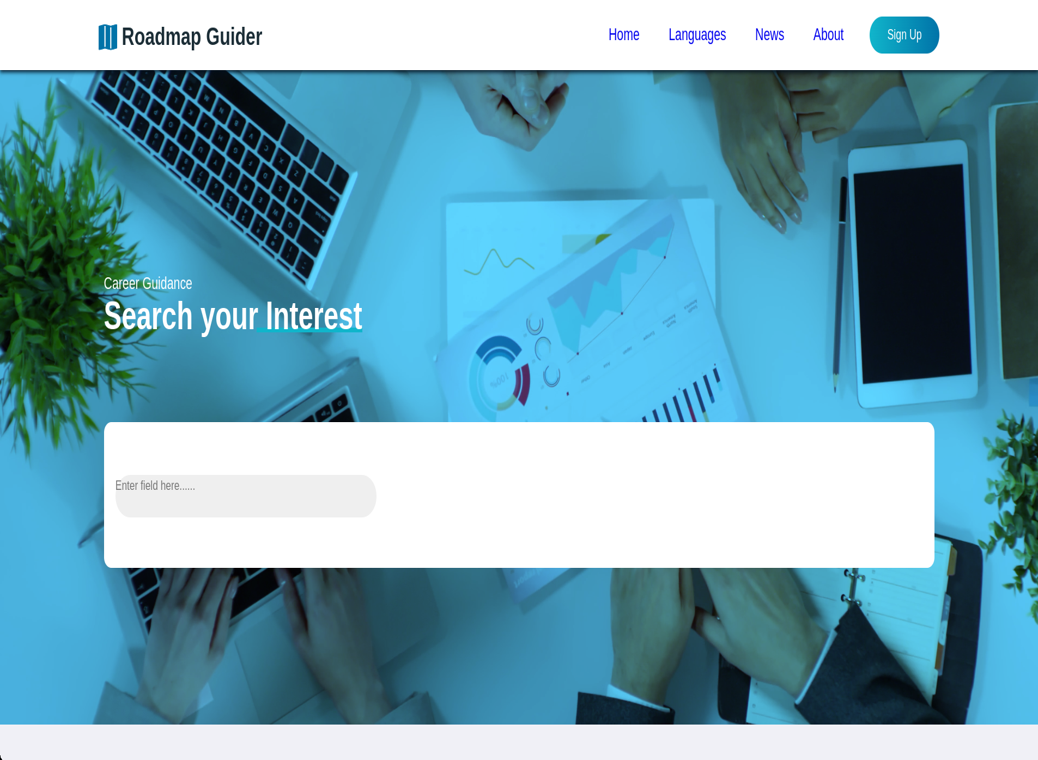 Roadmap Guider
Home Languages News About Sign Up
Career Guidance
Search your Interest
Enter field here......